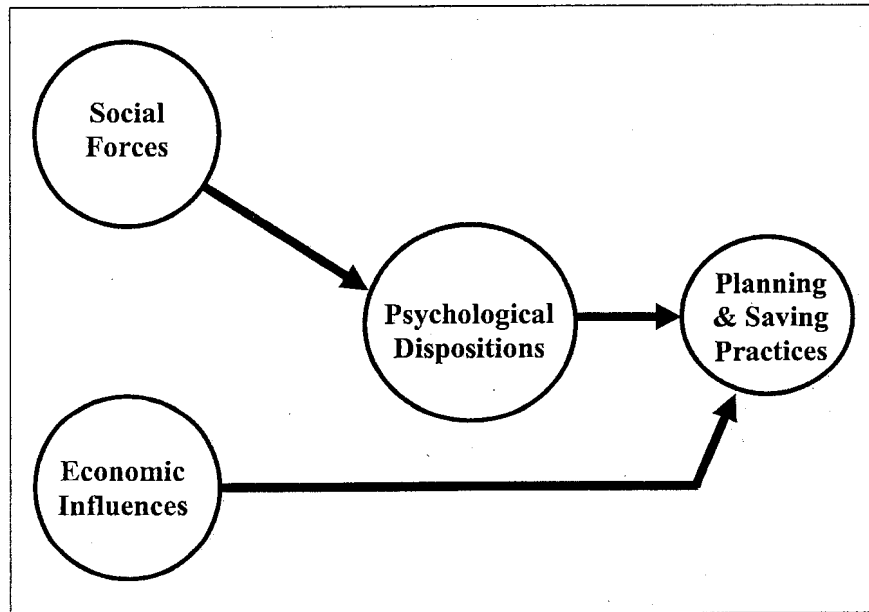 Social
Forces
Psychological
Dispositions
Planning
& Saving
Practices
Economic
Influences